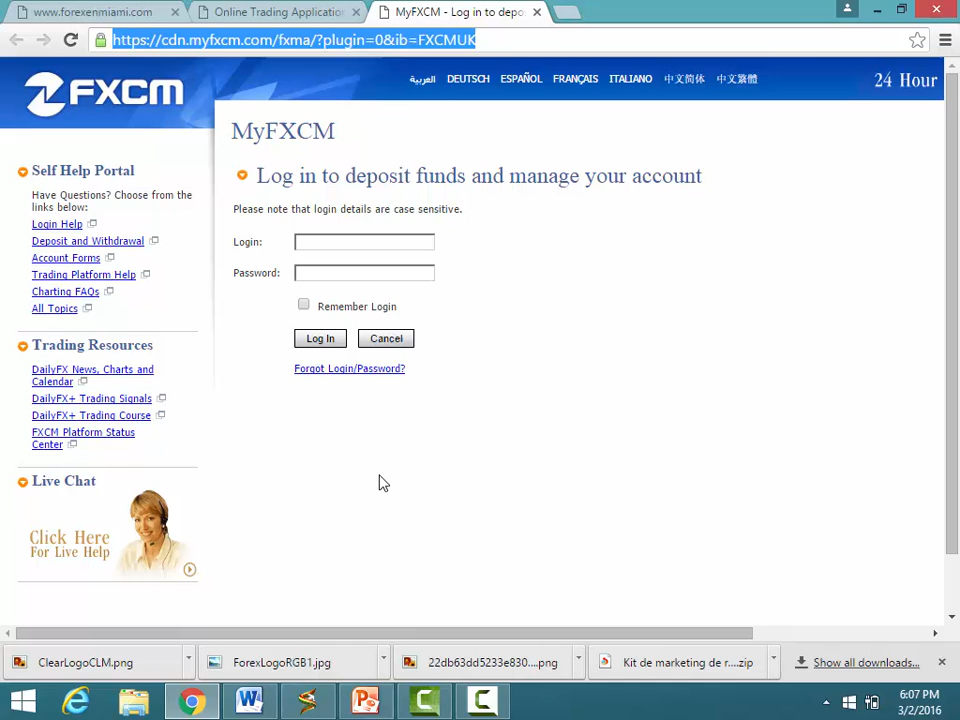 www.forexenmiami.com
Online Trading Applicatio
MyFXCM - Log in to depo
https://cdn.myfxcm.com/fxma/?plugin=0&ib=FXCMUK
FXCM
العربية DEUTSCH ESPAÑOL FRANÇAIS ITALIANO 中文简体 中文繁體
24 Hour
MyFXCM
Log in to deposit funds and manage your account
Please note that login details are case sensitive.
Login:
Password:
Remember Login
Log In Cancel
Forgot Login/Password?
Self Help Portal
Have Questions? Choose from the
links below:
Login Help
Deposit and Withdrawal
Account Forms
Trading Platform Help
Charting FAQs
All Topics
Trading Resources
DailyFX News, Charts and
Calendar
DailyFX+ Trading Signals
DailyFX+ Trading Course
FXCM Platform Status
Center
Live Chat
Click Here
For Live Help
ClearLogoCLM.png
ForexLogoRGB1.jpg
22db63dd5233e830....png
Kit de marketing de r....zip
Show all downloads...
6:07 PM
3/2/2016